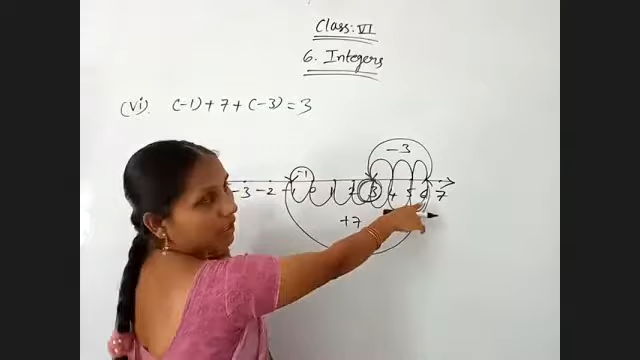 Class: VI
6. Integers
(vi). (-1) + 7 + (-3) = 3
-3
(-1)
-3 -2 -1 0 1 2 3 4 5 6 7
+7